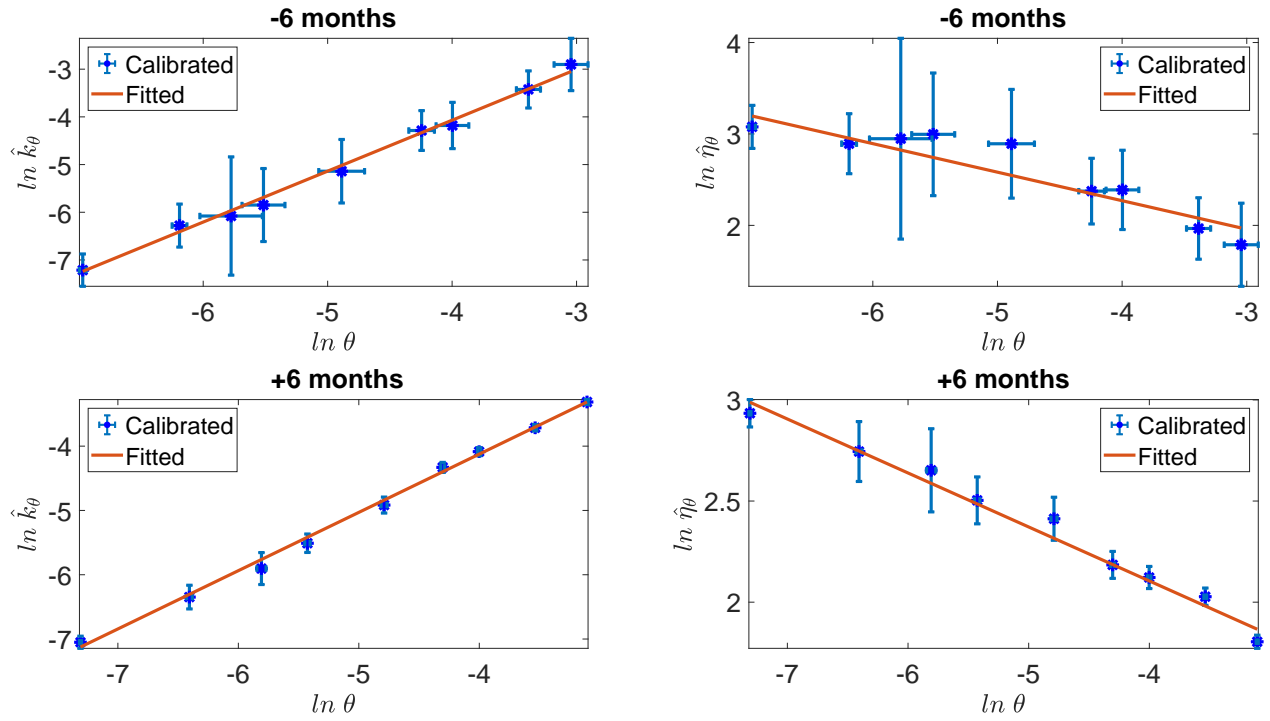 -6 months
Calibrated
Fitted
-3
-4
-5
-6
-7
ln k̂θ
-6
-5
-4
-3
ln θ
-6 months
Calibrated
Fitted
4
3
2
ln η̂θ
-6
-5
-4
-3
ln θ
+6 months
Calibrated
Fitted
-4
-5
-6
-7
ln k̂θ
-7
-6
-5
-4
ln θ
+6 months
Calibrated
Fitted
3
2.5
2
ln η̂θ
-7
-6
-5
-4
ln θ